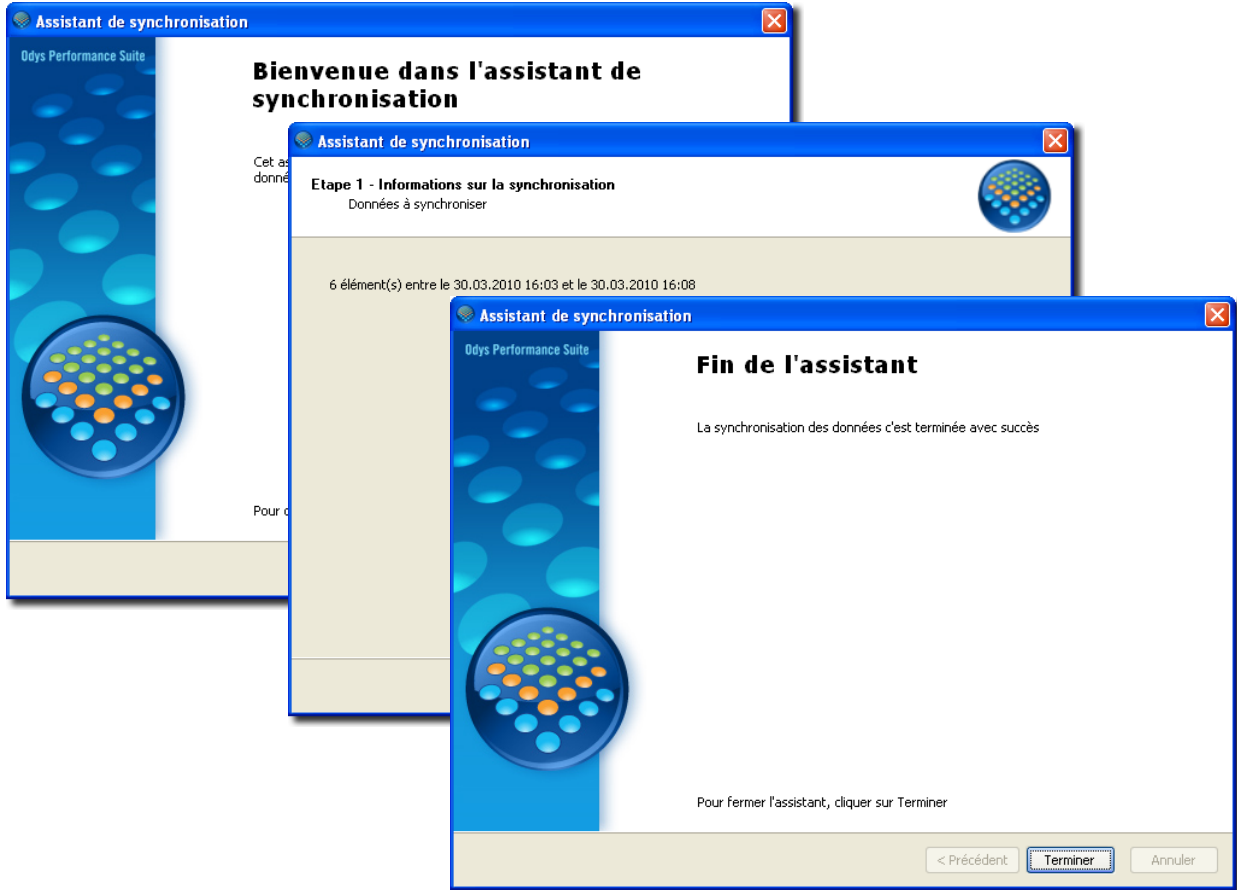 Assistant de synchronisation
Odys Performance Suite
Bienvenue dans l'assistant de
synchronisation
Cet
Pour
Assistant de synchronisation
Etape 1 - Informations sur la synchronisation
Données à synchroniser
6 élément(s) entre le 30.03.2010 16:03 et le 30.03.2010 16:08
Assistant de synchronisation
Odys Performance Suite
Fin de l'assistant
La synchronisation des données c'est terminée avec succès
Pour fermer l'assistant, cliquer sur Terminer
< Précédent
Terminer
Annuler